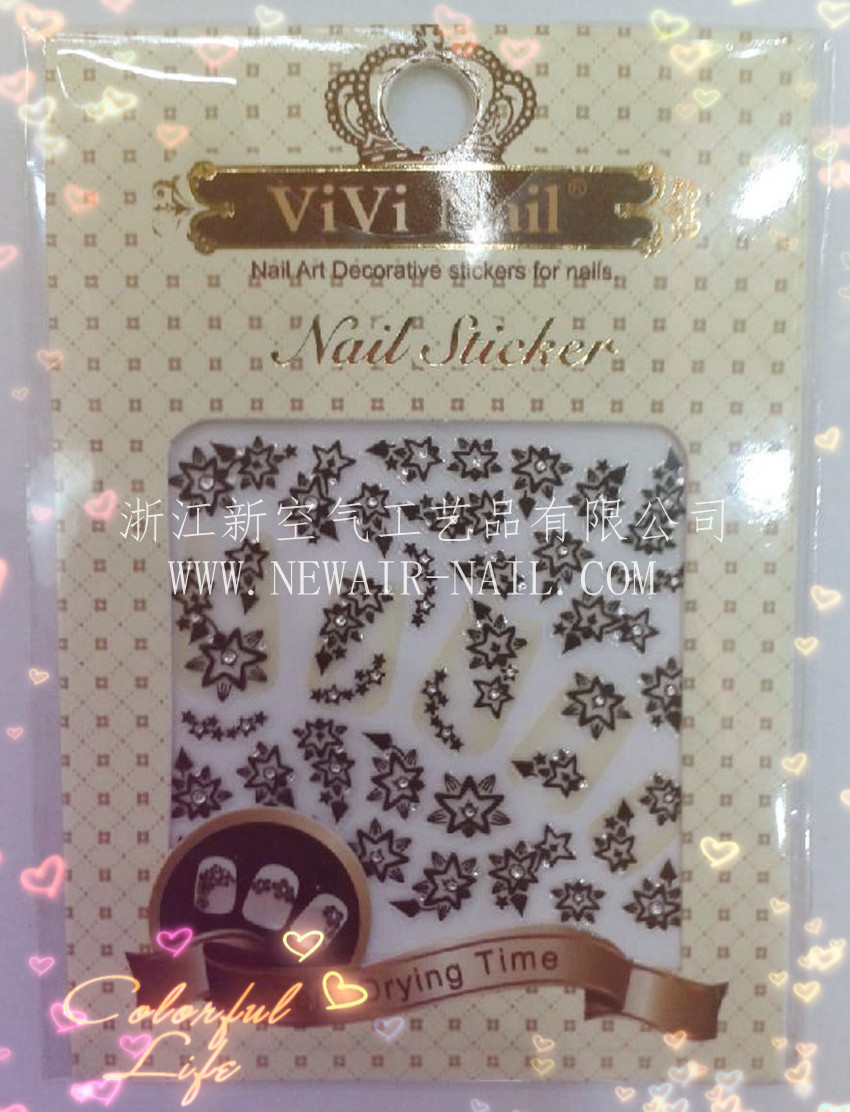 ViVi Nail®
Nail Art Decorative stickers for nails.
Nail Sticker
浙江新空气工艺品有限公司
WWW.NEWAIR-NAIL.COM
Drying Time
Colorful
Life